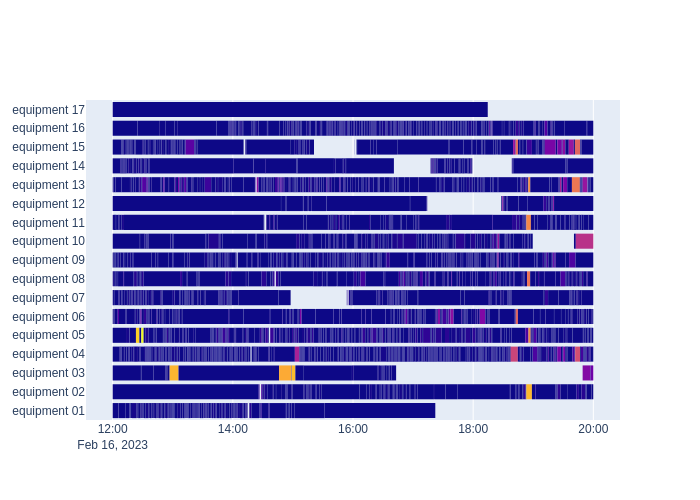 equipment 17
equipment 16
equipment 15
equipment 14
equipment 13
equipment 12
equipment 11
equipment 10
equipment 09
equipment 08
equipment 07
equipment 06
equipment 05
equipment 04
equipment 03
equipment 02
equipment 01
12:00 14:00 16:00 18:00 20:00
Feb 16, 2023